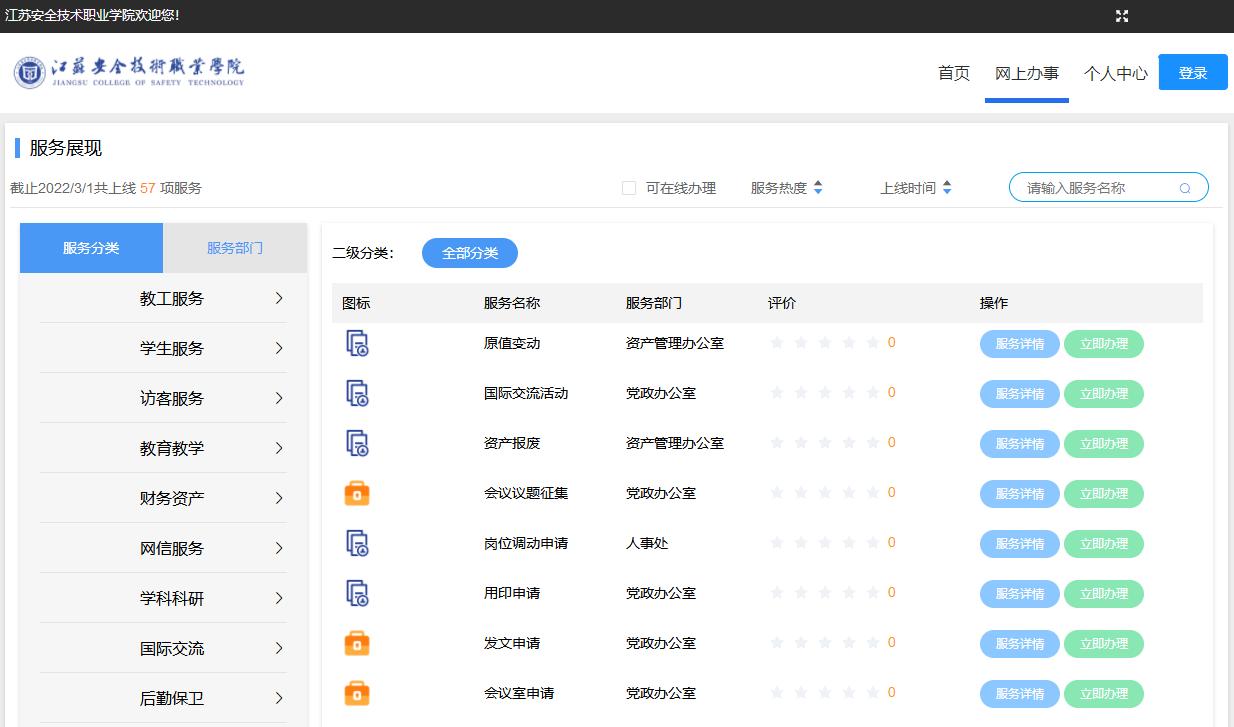 江苏安全技术职业学院欢迎您!
江蘇安全技術職業學院
JIANGSU COLLEGE OF SAFETY TECHNOLOGY
首页 网上办事 个人中心 登录
服务展现
截止2022/3/1共上线 57 项服务 可在线办理 服务热度 上线时间 请输入服务名称
服务分类 服务部门
教工服务
学生服务
访客服务
教育教学
财务资产
网信服务
学科科研
国际交流
后勤保卫
二级分类： 全部分类
图标 服务名称 服务部门 评价 操作
原值变动 资产管理办公室 0 服务详情 立即办理
国际交流活动 党政办公室 0 服务详情 立即办理
资产报废 资产管理办公室 0 服务详情 立即办理
会议议题征集 党政办公室 0 服务详情 立即办理
岗位调动申请 人事处 0 服务详情 立即办理
用印申请 党政办公室 0 服务详情 立即办理
发文申请 党政办公室 0 服务详情 立即办理
会议室申请 党政办公室 0 服务详情 立即办理